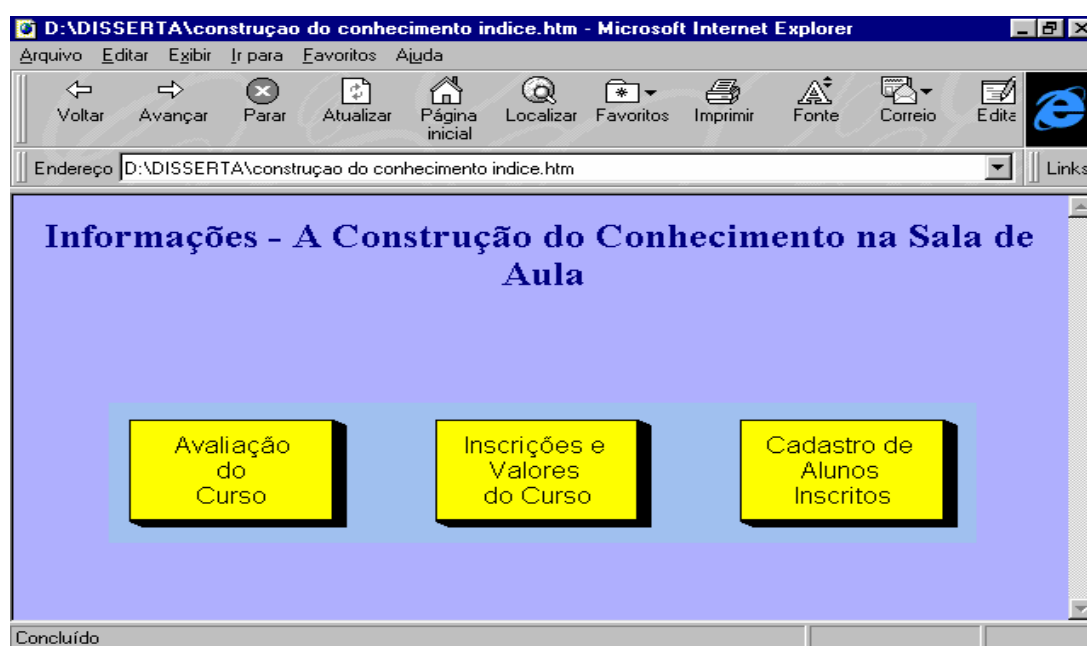 D:\DISSERTA\construçao do conhecimento indice.htm - Microsoft Internet Explorer
Arquivo Editar Exibir Ir para Favoritos Ajuda
Voltar Avançar Parar Atualizar Página inicial Localizar Favoritos Imprimir Fonte Correio Edita
Endereço D:\DISSERTA\construçao do conhecimento indice.htm Links
Informações - A Construção do Conhecimento na Sala de
Aula
Avaliação
do
Curso
Inscrições e
Valores
do Curso
Cadastro de
Alunos
Inscritos
Concluído